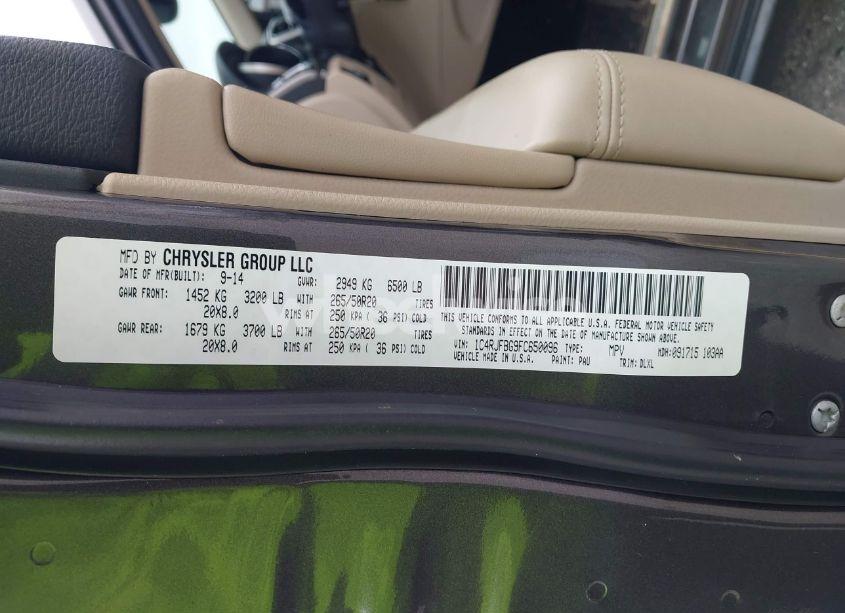 MFD BY CHRYSLER GROUP LLC
DATE OF MFR(BUILT): 9-14 GVWR: 2949 KG 6500 LB
GAWR FRONT: 1452 KG 3200 LB WITH 265/50R20 TIRES
20X8.0 RIMS AT 250 KPA ( 36 PSI) COLD
GAWR REAR: 1679 KG 3700 LB WITH 265/50R20 TIRES
20X8.0 RIMS AT 250 KPA ( 36 PSI) COLD
THIS VEHICLE CONFORMS TO ALL APPLICABLE U.S.A. FEDERAL MOTOR VEHICLE SAFETY
STANDARDS IN EFFECT ON THE DATE OF MANUFACTURE SHOWN ABOVE.
VIN: 1C4RJFBG9FC650096 TYPE: MPV MDH: 091715 103AA
VEHICLE MADE IN U.S.A. PAINT: PAU TRIM: DLXL